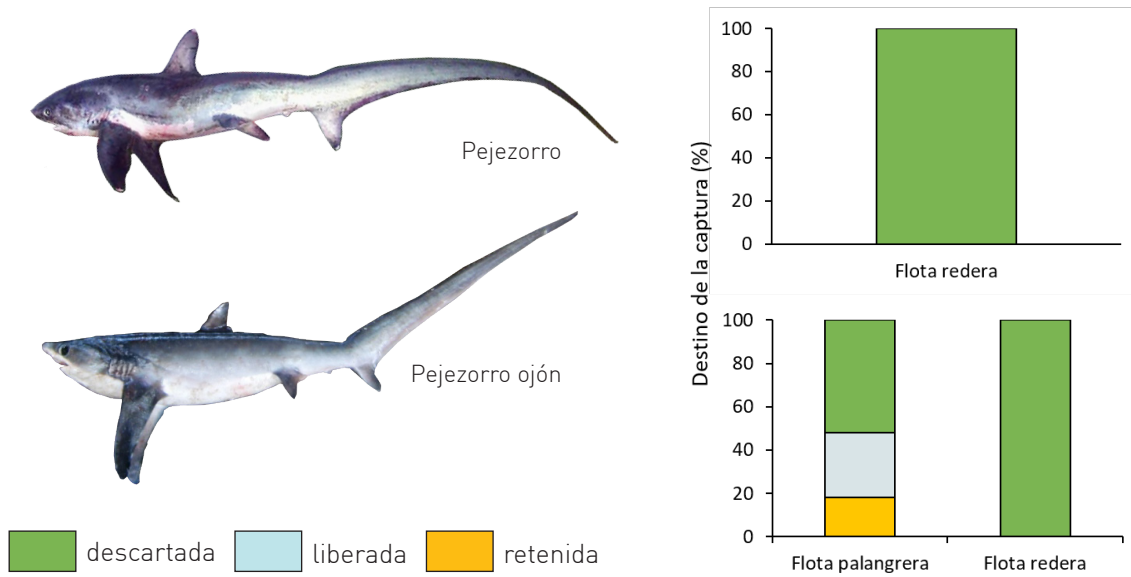 Pejezorro
Pejezorro ojón
descartada
liberada
retenida
Destino de la captura (%)
100
80
60
40
20
0
Flota redera
100
80
60
40
20
0
Flota palangrera
Flota redera